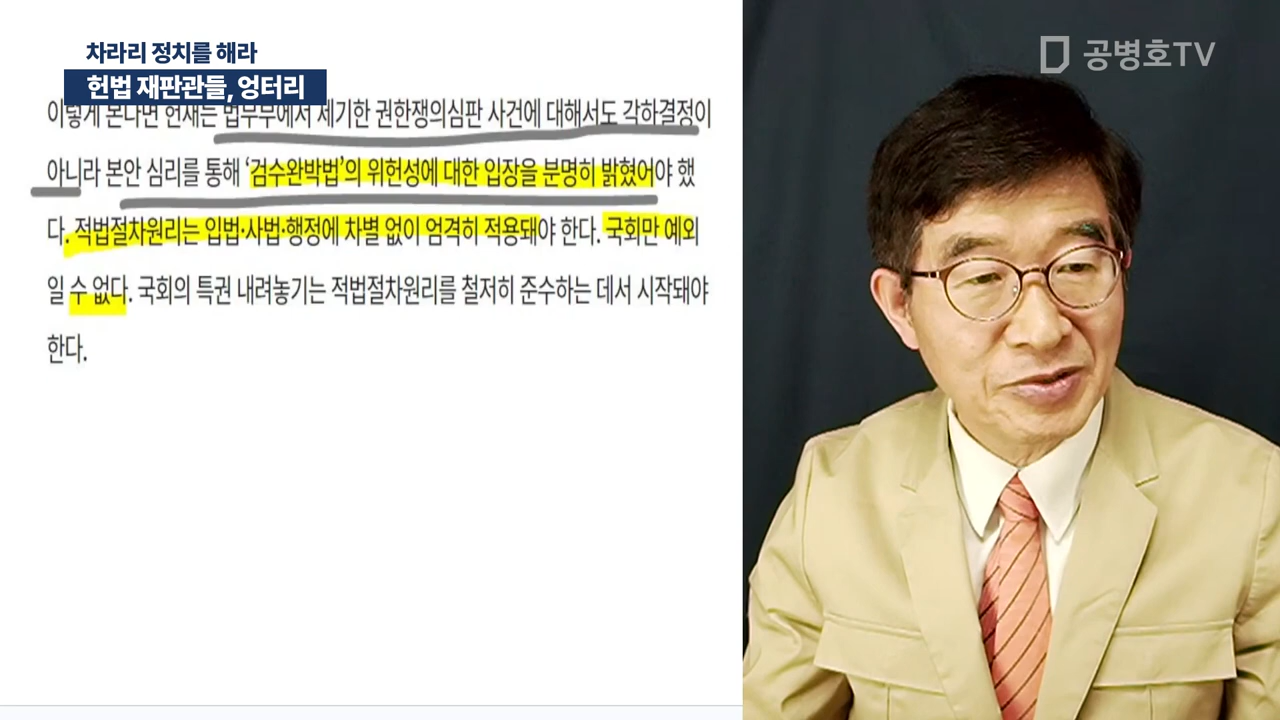 차라리 정치를 해라
헌법 재판관들, 엉터리
공병호TV
이렇게 본다면 헌재는 법무부에서 제기한 권한쟁의심판 사건에 대해서도 각하결정이
아니라 본안 심리를 통해 ‘검수완박법’의 위헌성에 대한 입장을 분명히 밝혔어야 했
다. 적법절차원리는 입법·사법·행정에 차별 없이 엄격히 적용돼야 한다. 국회만 예외
일 수 없다. 국회의 특권 내려놓기는 적법절차원리를 철저히 준수하는 데서 시작돼야
한다.